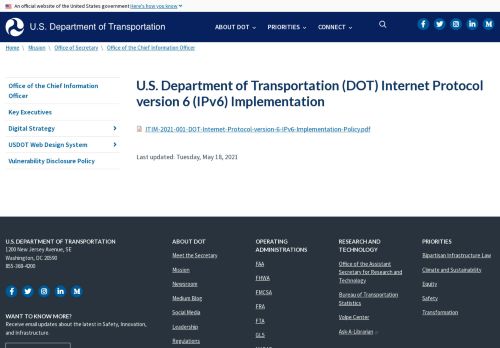 An official website of the United States government Here's how you know
U.S. Department of Transportation
ABOUT DOT
PRIORITIES
CONNECT
Home
Mission
Office of Secretary
Office of the Chief Information Officer
Office of the Chief Information
Officer
Key Executives
Digital Strategy
USDOT Web Design System
Vulnerability Disclosure Policy
U.S. Department of Transportation (DOT) Internet Protocol
version 6 (IPv6) Implementation
ITIM-2021-001-DOT-Internet-Protocol-version-6-IPv6-Implementation-Policy.pdf
Last updated: Tuesday, May 18, 2021
U.S. DEPARTMENT OF TRANSPORTATION
1200 New Jersey Avenue, SE
Washington, DC 20590
855-368-4200
WANT TO KNOW MORE?
Receive email updates about the latest in Safety, Innovation,
and Infrastructure.
ABOUT DOT
Meet the Secretary
Mission
Newsroom
Medium Blog
Social Media
Leadership
Regulations
OPERATING
ADMINISTRATIONS
FAA
FHWA
FMCSA
FRA
FTA
GLS
RESEARCH AND
TECHNOLOGY
Office of the Assistant
Secretary for Research and
Technology
Bureau of Transportation
Statistics
Volpe Center
Ask-A-Librarian
PRIORITIES
Bipartisan Infrastructure Law
Climate and Sustainability
Equity
Safety
Transformation